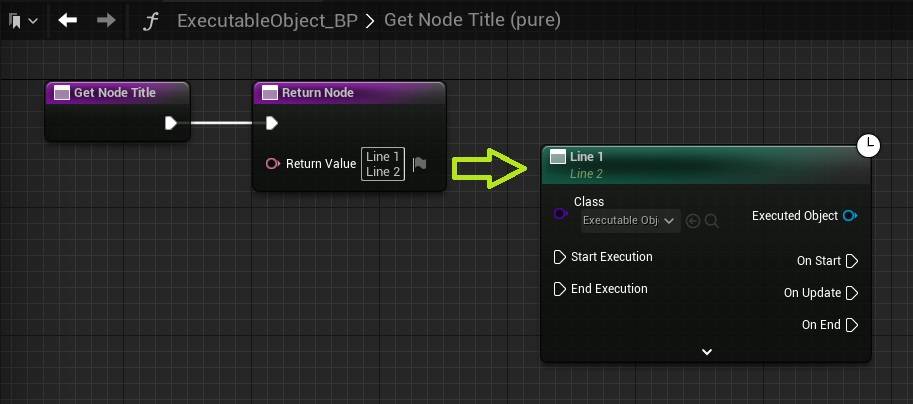 ExecutableObject_BP > Get Node Title (pure)
Get Node Title
Return Node
Return Value
Line 1
Line 2
Line 1
Line 2
Class
Executable Obj
Executed Object
Start Execution
On Start
End Execution
On Update
On End